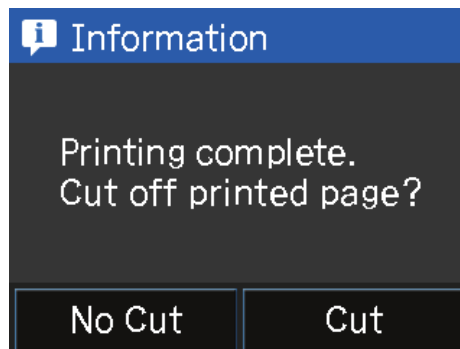 Information
Printing complete.
Cut off printed page?
No Cut
Cut